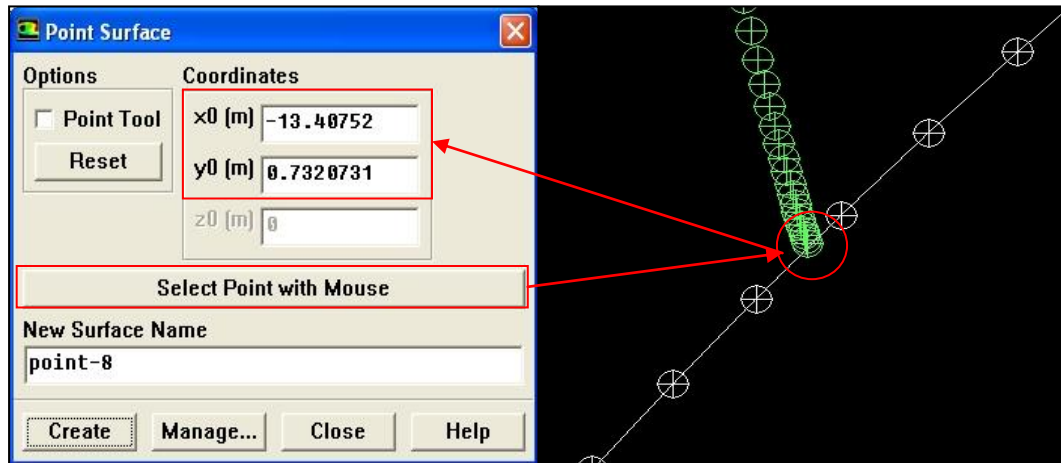 Point Surface
Options
Point Tool
Reset
Coordinates
x0 (m) -13.40752
y0 (m) 0.7320731
z0 (m) 0
Select Point with Mouse
New Surface Name
point-8
Create Manage... Close Help